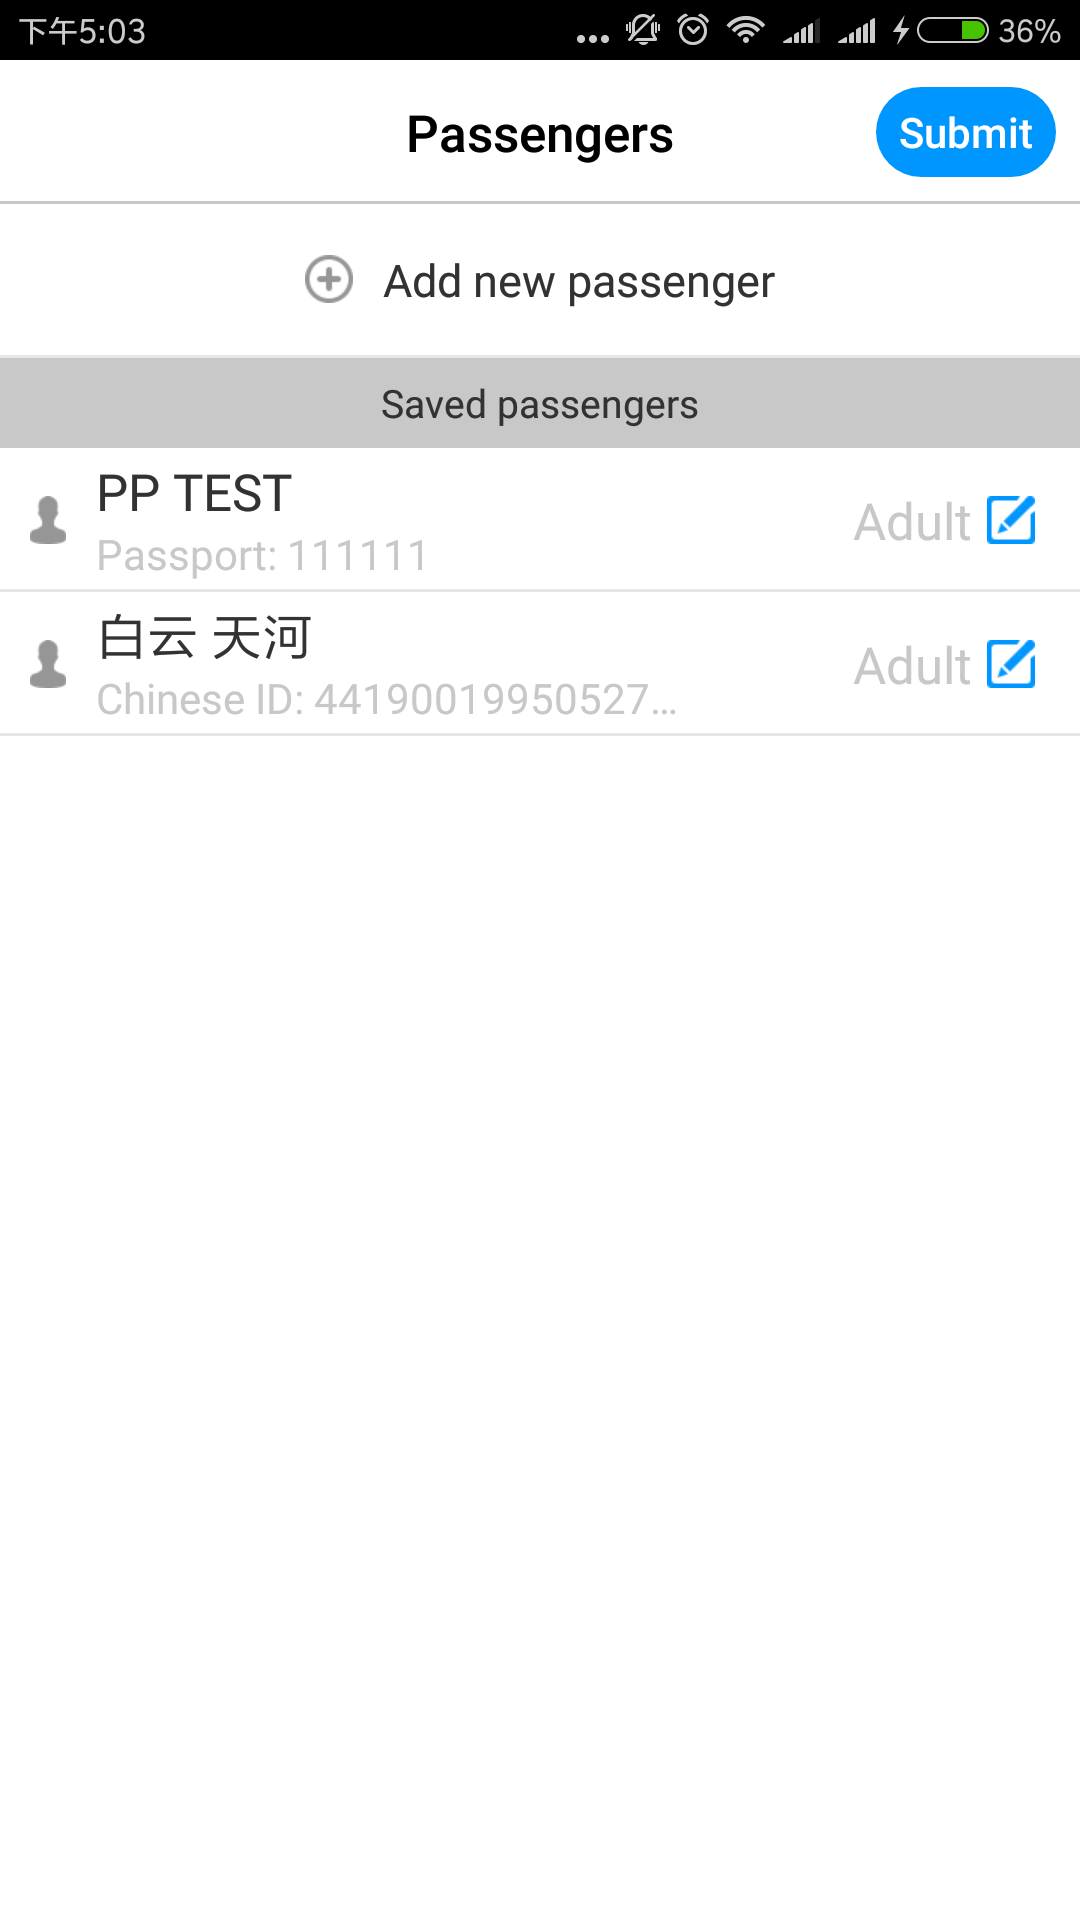 下午5:03 ... 36%
Passengers Submit
Add new passenger
Saved passengers
PP TEST
Passport: 111111
Adult
白云 天河
Chinese ID: 44190019950527...
Adult